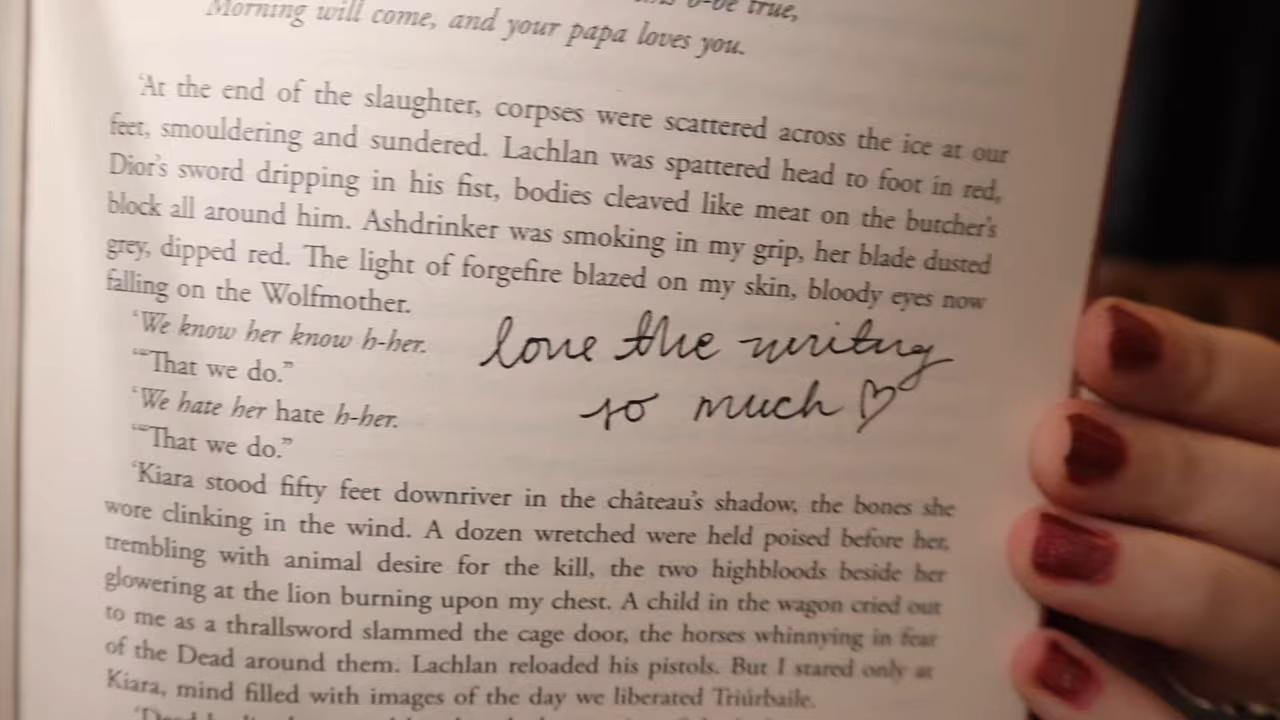 be true,
Morning will come, and your papa loves you.
‘At the end of the slaughter, corpses were scattered across the ice at our
feet, smouldering and sundered. Lachlan was spattered head to foot in red,
Dior’s sword dripping in his fist, bodies cleaved like meat on the butcher’s
block all around him. Ashdrinker was smoking in my grip, her blade dusted
grey, dipped red. The light of forgefire blazed on my skin, bloody eyes now
falling on the Wolfmother.
‘We know her know h-her.
‘“That we do.”
‘We hate her hate h-her.
‘“That we do.”
love the writing
so much ♡
‘Kiara stood fifty feet downriver in the château’s shadow, the bones she
wore clinking in the wind. A dozen wretched were held poised before her,
trembling with animal desire for the kill, the two highbloods beside her
glowering at the lion burning upon my chest. A child in the wagon cried out
to me as a thrallsword slammed the cage door, the horses whinnying in fear
of the Dead around them. Lachlan reloaded his pistols. But I stared only at
Kiara, mind filled with images of the day we liberated Triúrbaile.